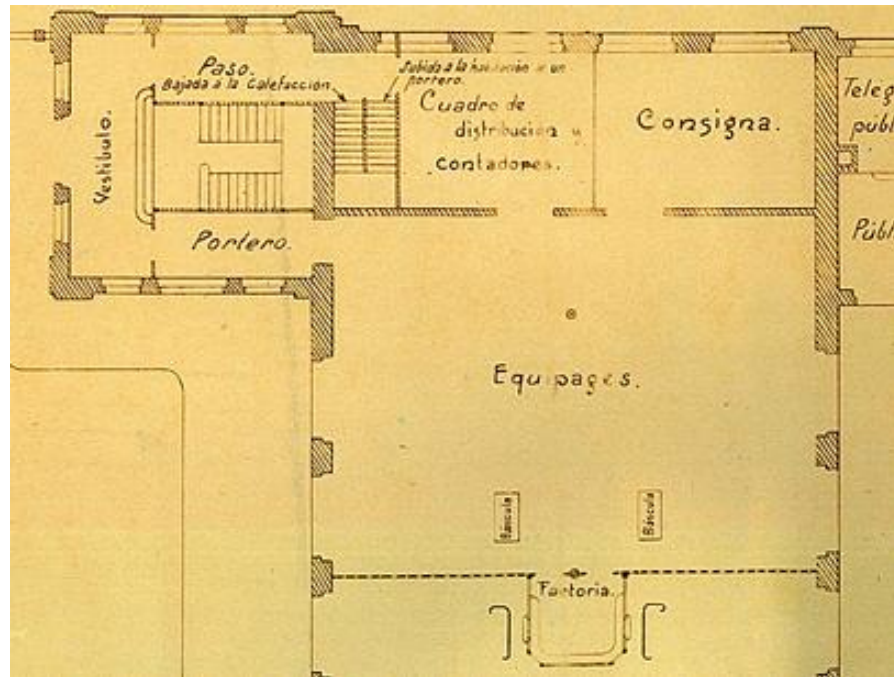 Paso.
Bajada á la Calefacción
Subida á la habitación de un
portero.
Vestíbulo.
Cuadro de
distribución y
contadores.
Consigna.
Teleg
públ
Portero.
Públ
Equipages.
Báscula
Báscula
Factoria.